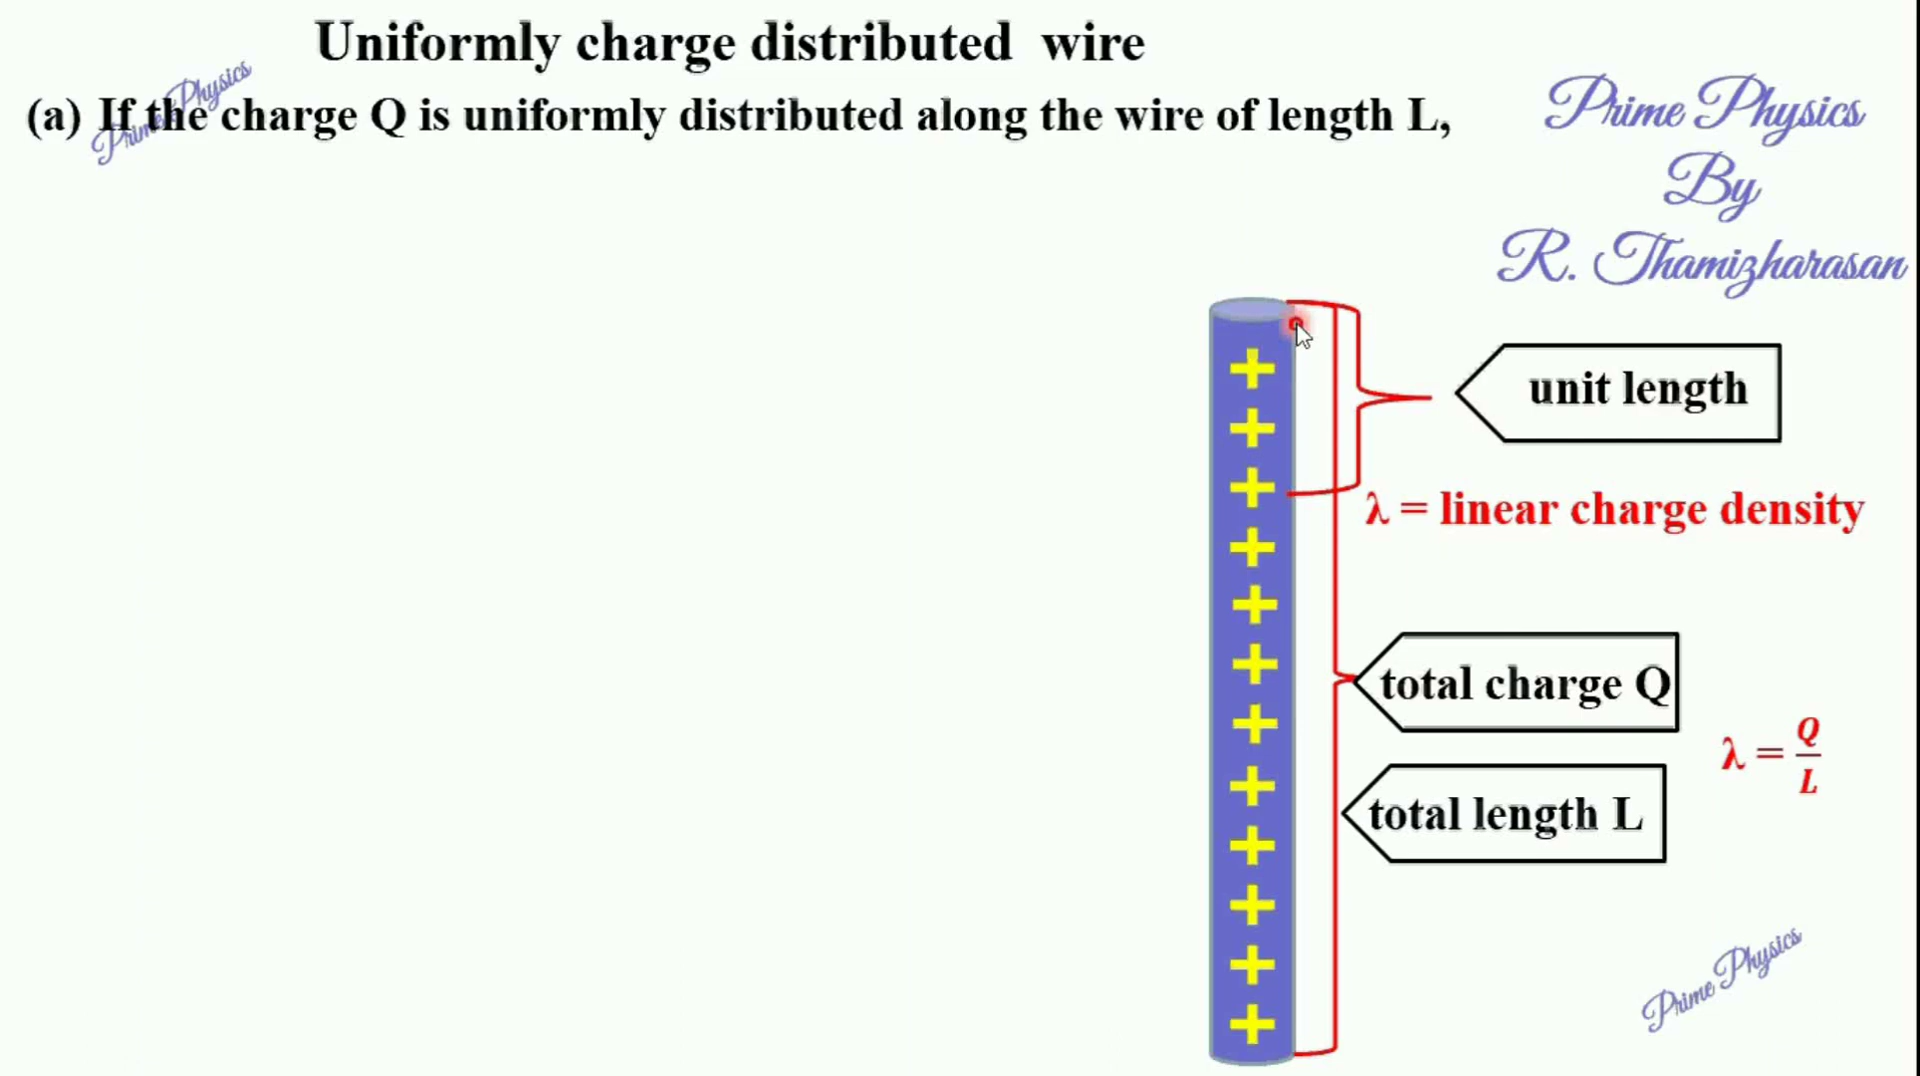 Uniformly charge distributed wire
Prime Physics
(a) If the charge Q is uniformly distributed along the wire of length L,
Prime Physics
By
R. Thamizharasan
unit length
λ = linear charge density
total charge Q
λ = Q/L
total length L
Prime Physics
+
+
+
+
+
+
+
+
+
+
+
+